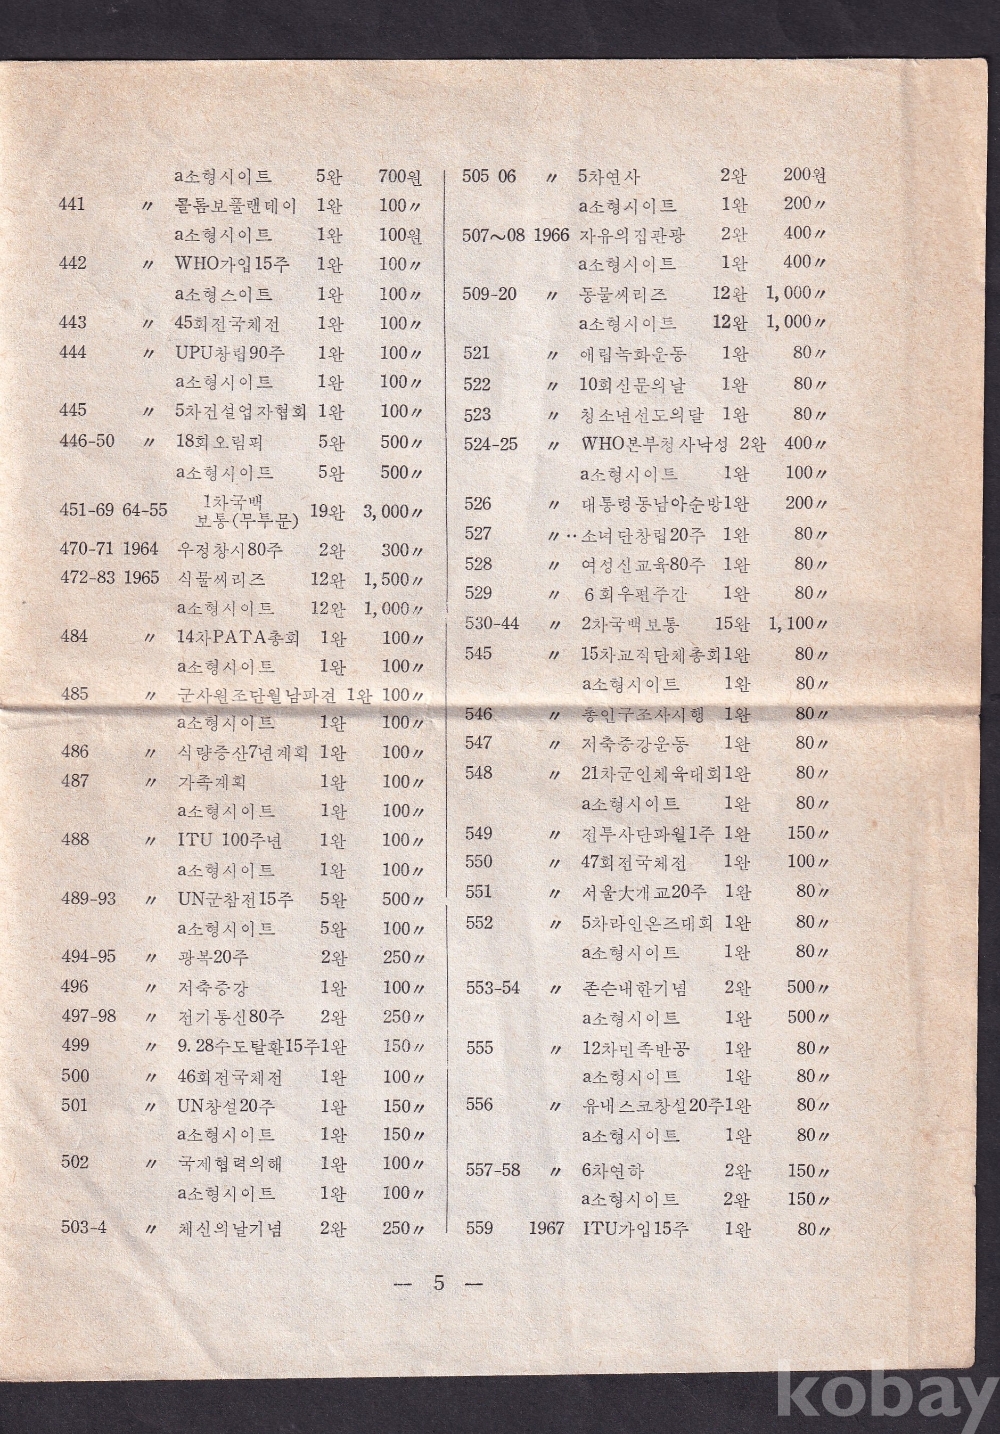 a소형시이트 5완 700원
441 〃 콜롬보풀랜데이 1완 100〃
a소형시이트 1완 100원
442 〃 WHO가입15주 1완 100〃
a소형스이트 1완 100〃
443 〃 45회전국체전 1완 100〃
444 〃 UPU창립90주 1완 100〃
a소형시이트 1완 100〃
445 〃 5차건설업자협회 1완 100〃
446-50 〃 18회오림픽 5완 500〃
a소형시이트 5완 500〃
451-69 64-55 1차국백 보통(무투문) 19완 3,000〃
470-71 1964 우정창시80주 2완 300〃
472-83 1965 식물씨리즈 12완 1,500〃
a소형시이트 12완 1,000〃
484 〃 14차PATA총회 1완 100〃
a소형시이트 1완 100〃
485 〃 군사원조단월남파견 1완 100〃
a소형시이트 1완 100〃
486 〃 식량증산7년계획 1완 100〃
487 〃 가족계획 1완 100〃
a소형시이트 1완 100〃
488 〃 ITU 100주년 1완 100〃
a소형시이트 1완 100〃
489-93 〃 UN군참전15주 5완 500〃
a소형시이트 5완 100〃
494-95 〃 광복20주 2완 250〃
496 〃 저축증강 1완 100〃
497-98 〃 전기통신80주 2완 250〃
499 〃 9.28수도탈환15주1완 150〃
500 〃 46회전국체전 1완 100〃
501 〃 UN창설20주 1완 150〃
a소형시이트 1완 150〃
502 〃 국제협력의해 1완 100〃
a소형시이트 1완 100〃
503-4 〃 체신의날기념 2완 250〃
505 06 〃 5차연사 2완 200원
a소형시이트 1완 200〃
507～08 1966 자유의집관광 2완 400〃
a소형시이트 1완 400〃
509-20 〃 동물씨리즈 12완 1,000〃
a소형시이트 12완 1,000〃
521 〃 애림녹화운동 1완 80〃
522 〃 10회신문의날 1완 80〃
523 〃 청소년선도의달 1완 80〃
524-25 〃 WHO본부청사낙성 2완 400〃
a소형시이트 1완 100〃
526 〃 대통령동남아순방1완 200〃
527 〃‥소녀단창립20주 1완 80〃
528 〃 여성신교육80주 1완 80〃
529 〃 6회우편주간 1완 80〃
530-44 〃 2차국백보통 15완 1,100〃
545 〃 15차교직단체총회1완 80〃
a소형시이트 1완 80〃
546 〃 총인구조사시행 1완 80〃
547 〃 저축증강운동 1완 80〃
548 〃 21차군인체육대회1완 80〃
a소형시이트 1완 80〃
549 〃 전투사단파월1주 1완 150〃
550 〃 47회전국체전 1완 100〃
551 〃 서울大개교20주 1완 80〃
552 〃 5차라인온즈대회 1완 80〃
a소형시이트 1완 80〃
553-54 〃 존슨내한기념 2완 500〃
a소형시이트 1완 500〃
555 〃 12차민족반공 1완 80〃
a소형시이트 1완 80〃
556 〃 유네스코창설20주1완 80〃
a소형시이트 1완 80〃
557-58 〃 6차연하 2완 150〃
a소형시이트 2완 150〃
559 1967 ITU가입15주 1완 80〃
— 5 —
kobay